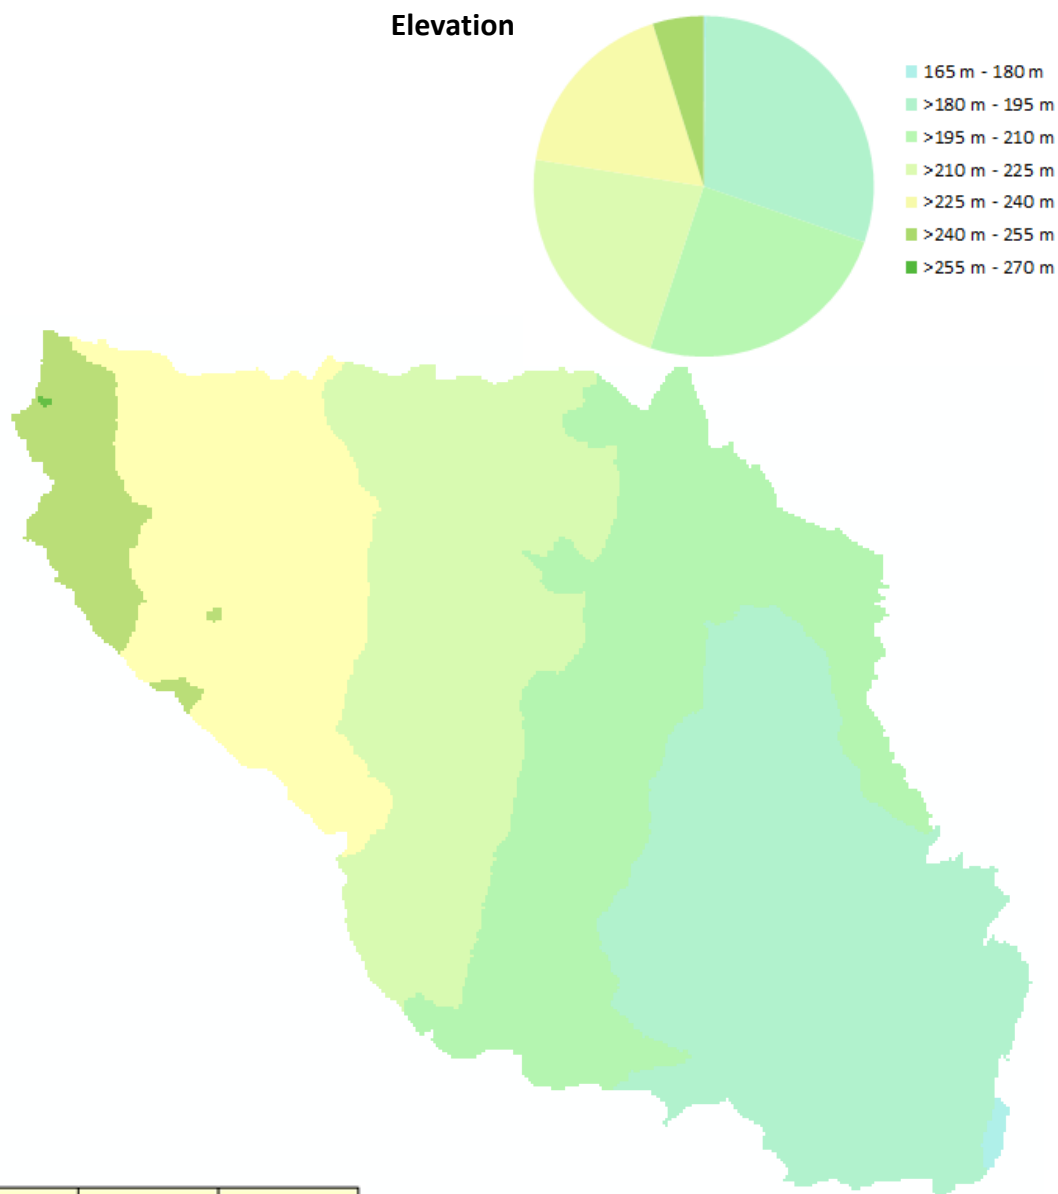 Elevation
165 m - 180 m
>180 m - 195 m
>195 m - 210 m
>210 m - 225 m
>225 m - 240 m
>240 m - 255 m
>255 m - 270 m